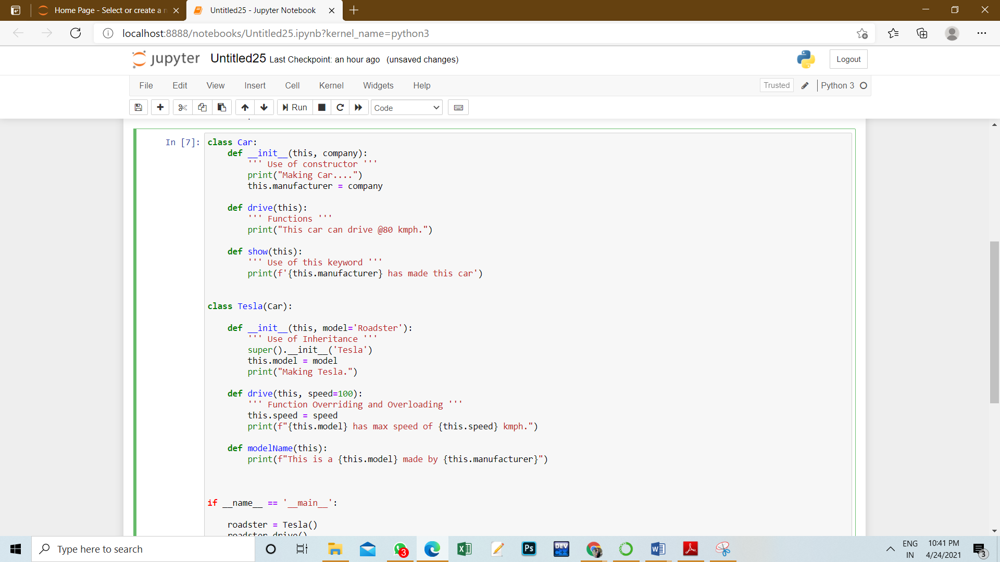 Home Page - Select or create a n
Untitled25 - Jupyter Notebook
localhost:8888/notebooks/Untitled25.ipynb?kernel_name=python3
jupyter Untitled25 Last Checkpoint: an hour ago (unsaved changes)
Logout
File Edit View Insert Cell Kernel Widgets Help
Trusted
Python 3
Run
Code
In [7]:
class Car:
    def __init__(this, company):
        ''' Use of constructor '''
        print("Making Car....")
        this.manufacturer = company
    def drive(this):
        ''' Functions '''
        print("This car can drive @80 kmph.")
    def show(this):
        ''' Use of this keyword '''
        print(f'{this.manufacturer} has made this car')
class Tesla(Car):
    def __init__(this, model='Roadster'):
        ''' Use of Inheritance '''
        super().__init__('Tesla')
        this.model = model
        print("Making Tesla.")
    def drive(this, speed=100):
        ''' Function Overriding and Overloading '''
        this.speed = speed
        print(f"{this.model} has max speed of {this.speed} kmph.")
    def modelName(this):
        print(f"This is a {this.model} made by {this.manufacturer}")
if __name__ == '__main__':
    roadster = Tesla()
    roadster.drive()
Type here to search
3
Ps
DEV
C++
ENG
IN
10:41 PM
4/24/2021
3